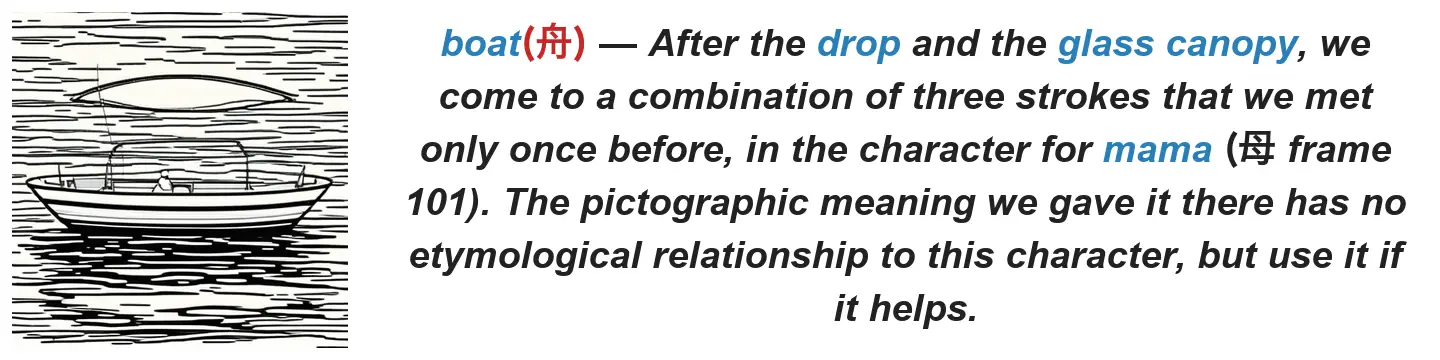 boat(舟) — After the drop and the glass canopy, we
come to a combination of three strokes that we met
only once before, in the character for mama (母 frame
101). The pictographic meaning we gave it there has no
etymological relationship to this character, but use it if
it helps.